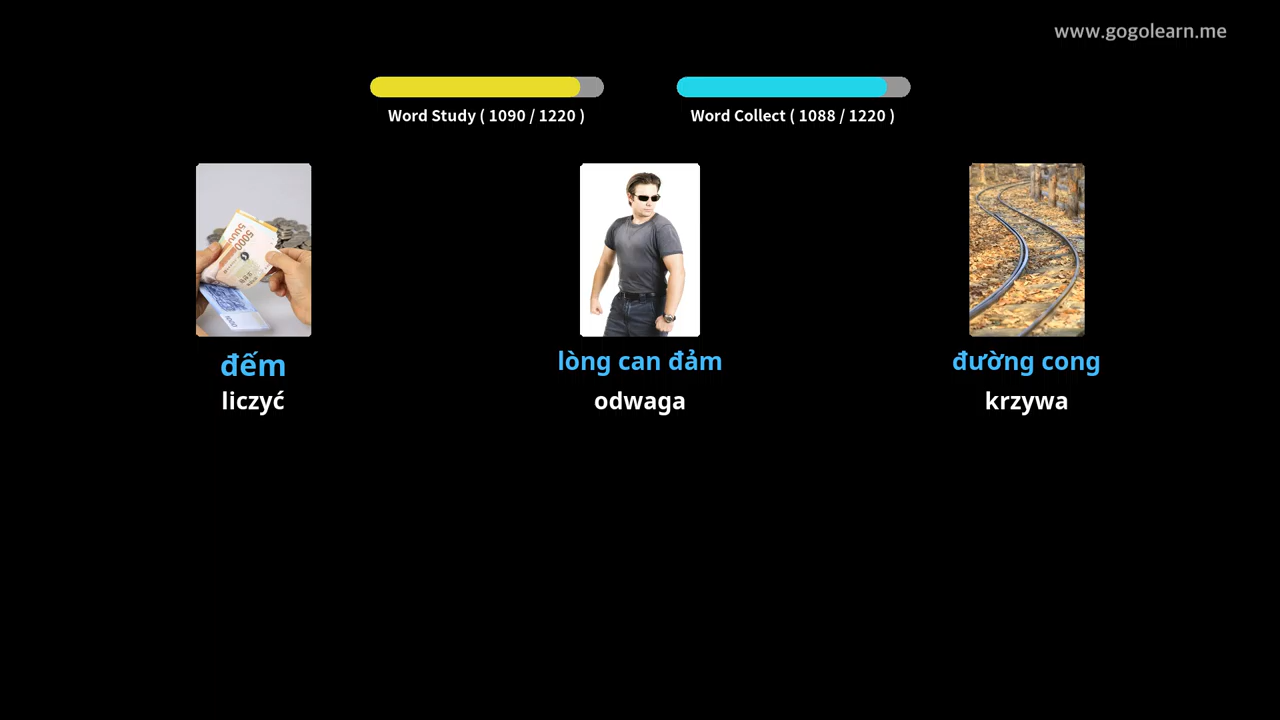 www.gogolearn.me
Word Study ( 1090 / 1220 )
Word Collect ( 1088 / 1220 )
đếm
lòng can đảm
đường cong
liczyć
odwaga
krzywa